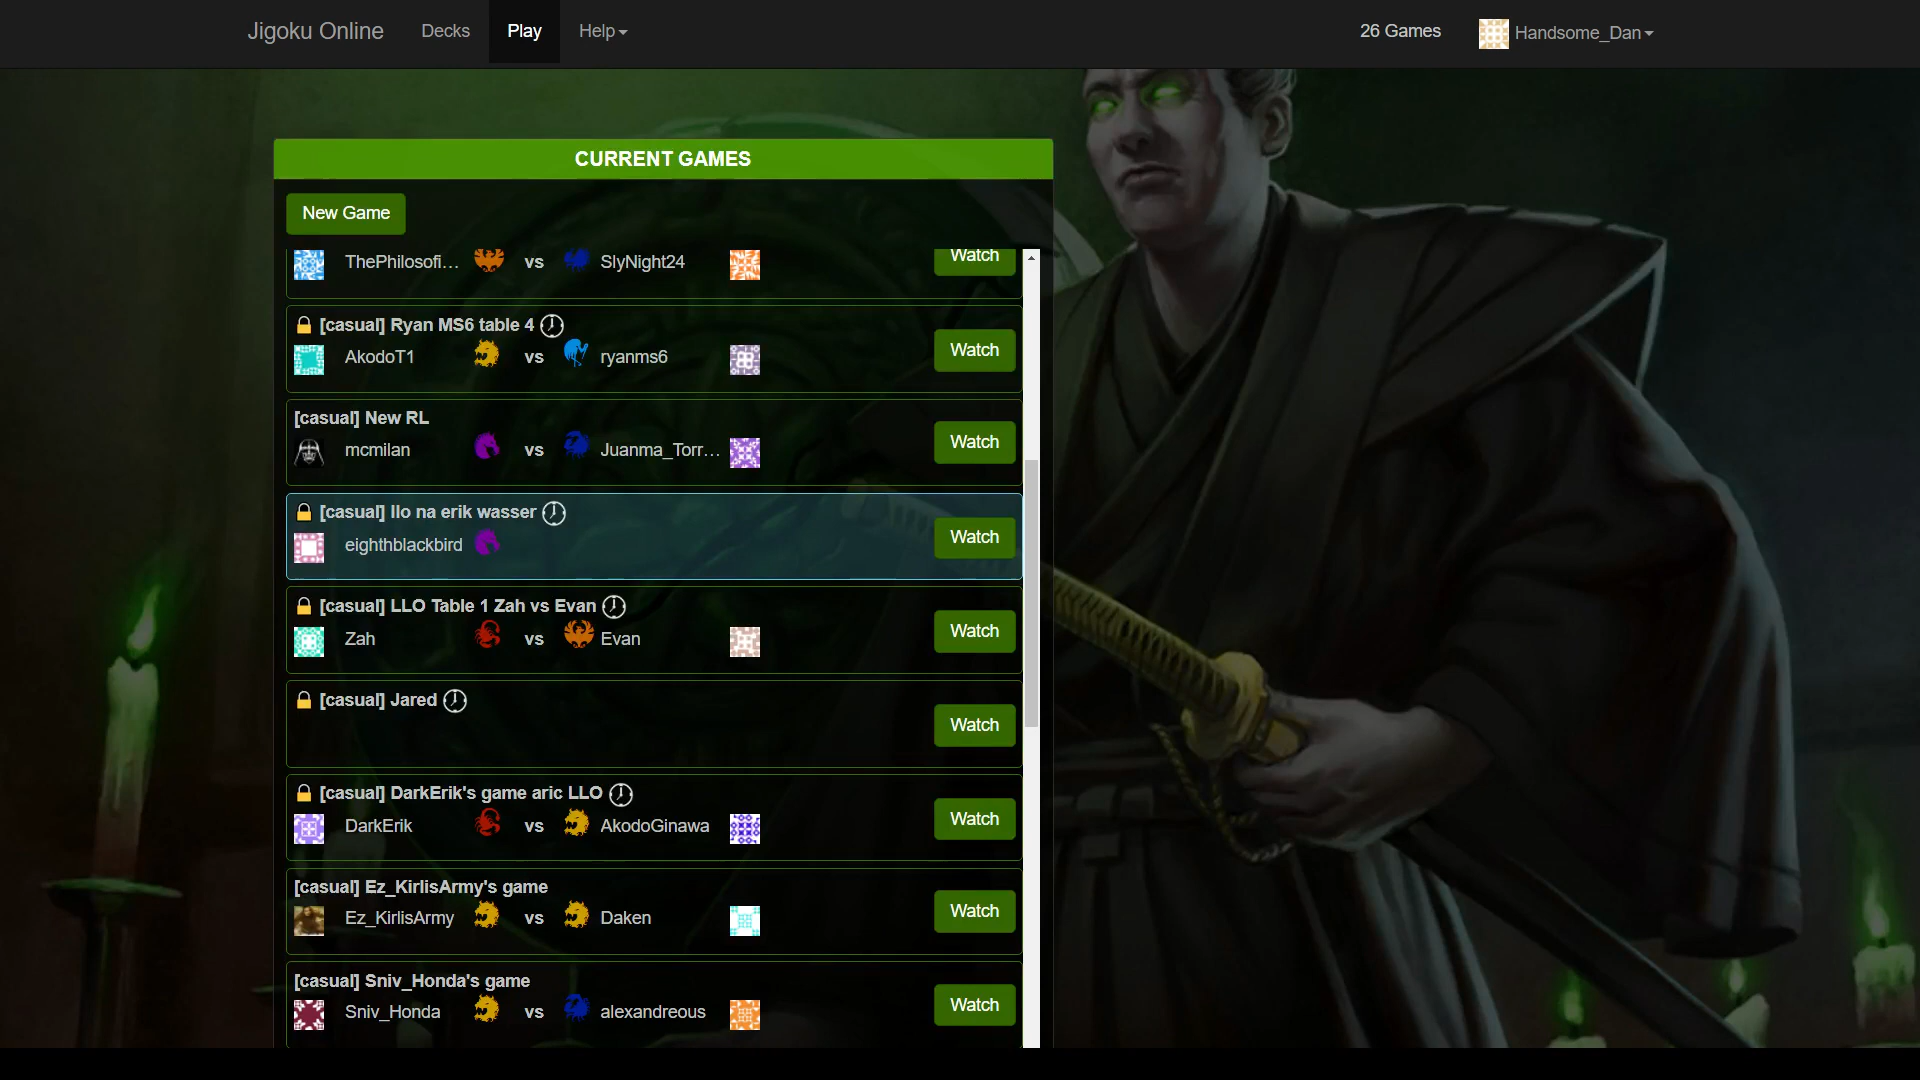 Jigoku Online Decks Play Help 26 Games Handsome_Dan
CURRENT GAMES
New Game
ThePhilosofi... vs SlyNight24 Watch
[casual] Ryan MS6 table 4
AkodoT1 vs ryanms6 Watch
[casual] New RL
mcmilan vs Juanma_Torr... Watch
[casual] Ilo na erik wasser
eighthblackbird Watch
[casual] LLO Table 1 Zah vs Evan
Zah vs Evan Watch
[casual] Jared
Watch
[casual] DarkErik's game aric LLO
DarkErik vs AkodoGinawa Watch
[casual] Ez_KirlisArmy's game
Ez_KirlisArmy vs Daken Watch
[casual] Sniv_Honda's game
Sniv_Honda vs alexandreous Watch